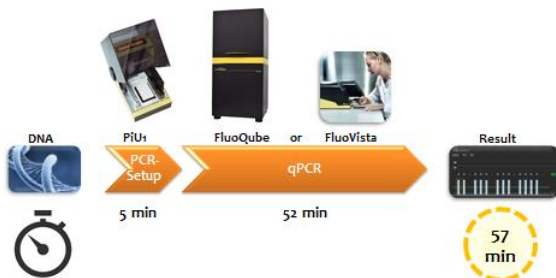 DNA
PiU1
FluoQube or FluoVista
Result
PCR-
Setup
qPCR
5 min
52 min
57
min